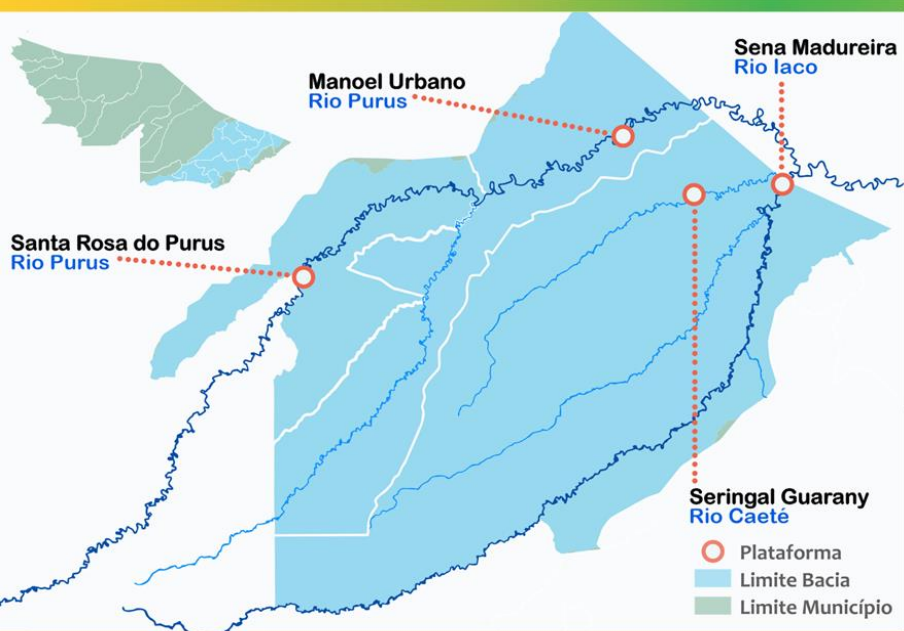 Sena Madureira
Rio Iaco
Manoel Urbano
Rio Purus
Santa Rosa do Purus
Rio Purus
Seringal Guarany
Rio Caeté
Plataforma
Limite Bacia
Limite Município